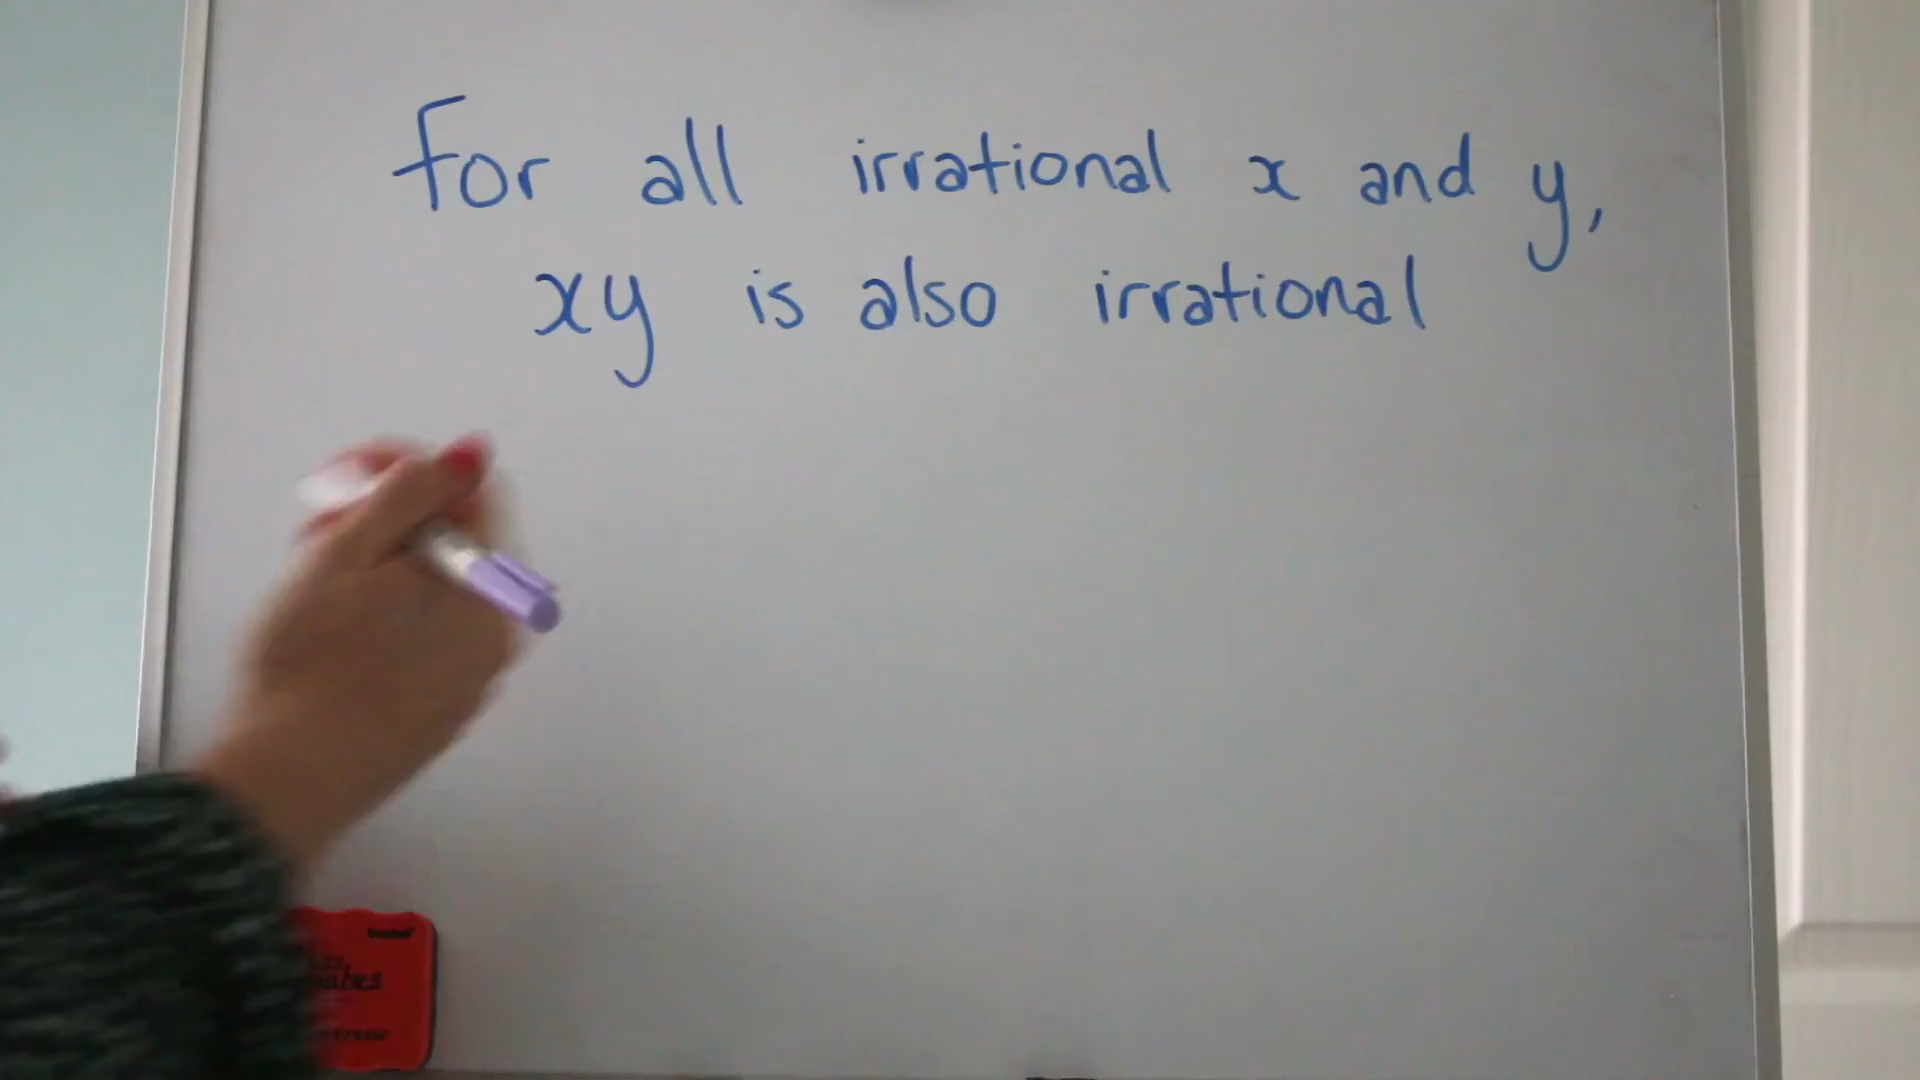 For all irrational x and y,
xy is also irrational